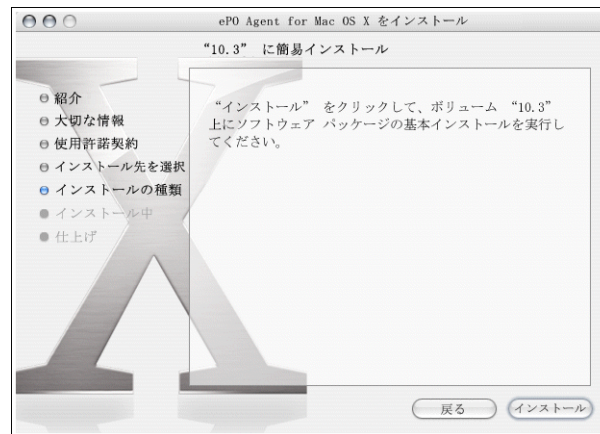 ePO Agent for Mac OS X をインストール
“10.3” に簡易インストール
紹介
大切な情報
使用許諾契約
インストール先を選択
インストールの種類
インストール中
仕上げ
“インストール” をクリックして、ボリューム “10.3”
上にソフトウェア パッケージの基本インストールを実行し
てください。
戻る
インストール